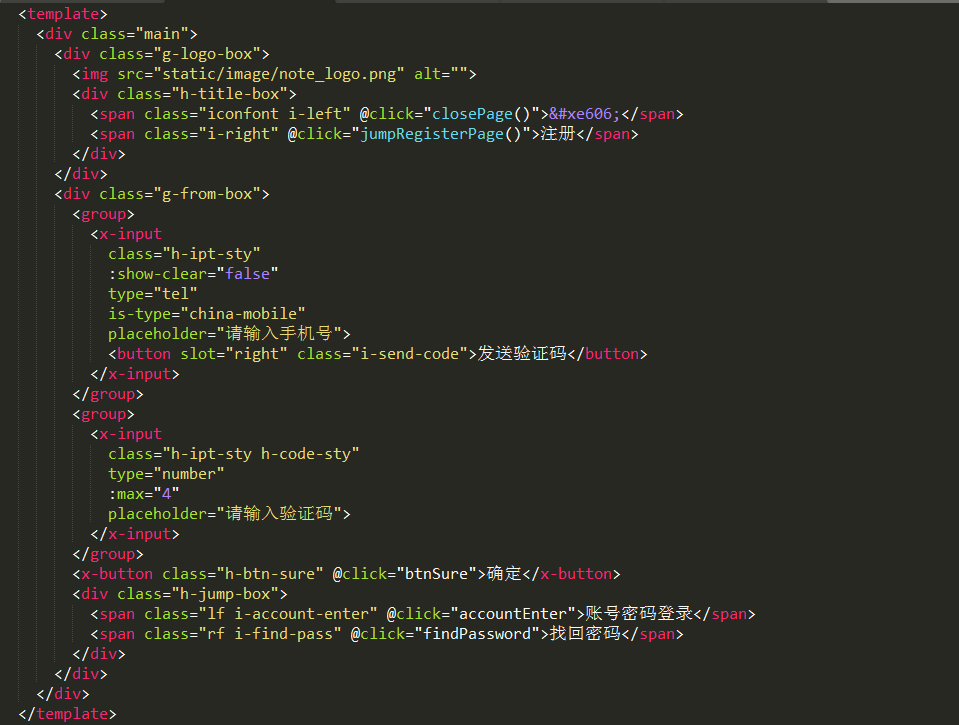 <template>
<div class="main">
<div class="g-logo-box">
<img src="static/image/note_logo.png" alt="">
<div class="h-title-box">
<span class="iconfont i-left" @click="closePage()">&#xe606;</span>
<span class="i-right" @click="jumpRegisterPage()">注册</span>
</div>
</div>
<div class="g-from-box">
<group>
<x-input
class="h-ipt-sty"
:show-clear="false"
type="tel"
is-type="china-mobile"
placeholder="请输入手机号">
<button slot="right" class="i-send-code">发送验证码</button>
</x-input>
</group>
<group>
<x-input
class="h-ipt-sty h-code-sty"
type="number"
:max="4"
placeholder="请输入验证码">
</x-input>
</group>
<x-button class="h-btn-sure" @click="btnSure">确定</x-button>
<div class="h-jump-box">
<span class="lf i-account-enter" @click="accountEnter">账号密码登录</span>
<span class="rf i-find-pass" @click="findPassword">找回密码</span>
</div>
</div>
</div>
</template>